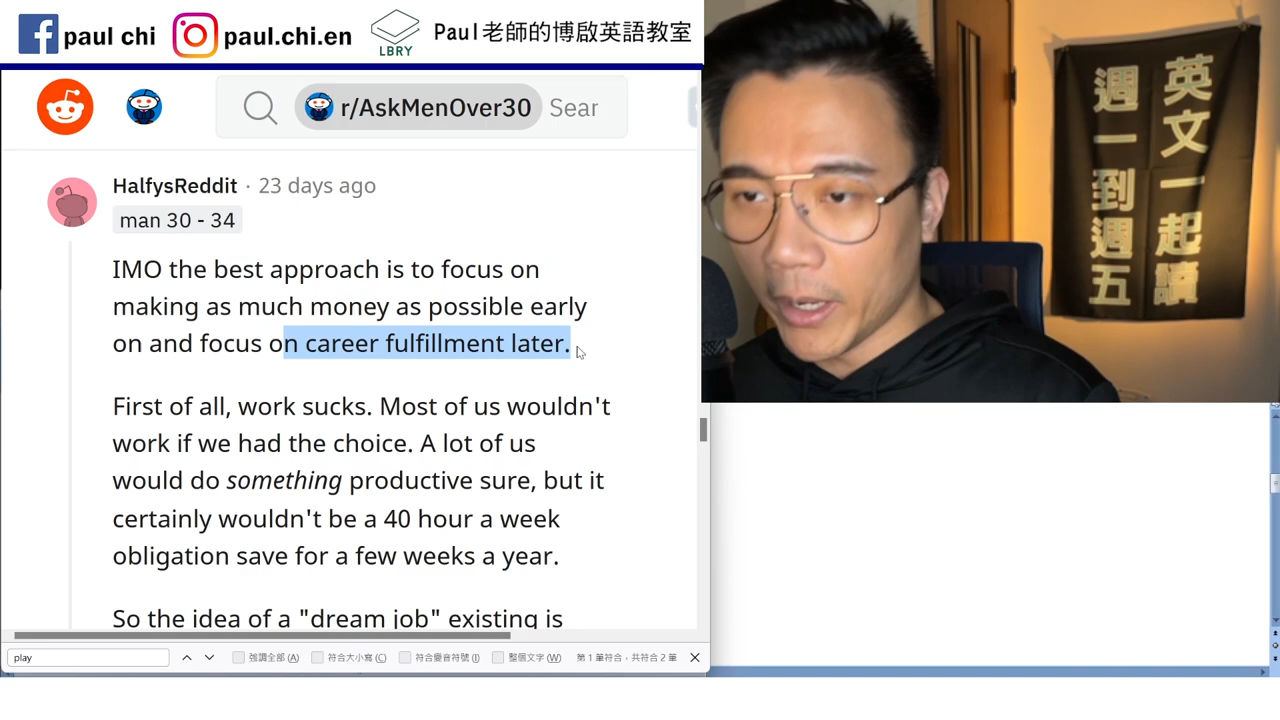 paul chi
paul.chi.en
LBRY
Paul老師的博啟英語教室
r/AskMenOver30
Sear
HalfysReddit · 23 days ago
man 30 - 34
IMO the best approach is to focus on
making as much money as possible early
on and focus on career fulfillment later.
First of all, work sucks. Most of us wouldn't
work if we had the choice. A lot of us
would do something productive sure, but it
certainly wouldn't be a 40 hour a week
obligation save for a few weeks a year.
So the idea of a "dream job" existing is
play
強調全部 (A)
符合大小寫 (C)
符合變音符號 (I)
整個文字 (W)
第 1 筆符合，共符合 2 筆
英文一起讀
週一到週五